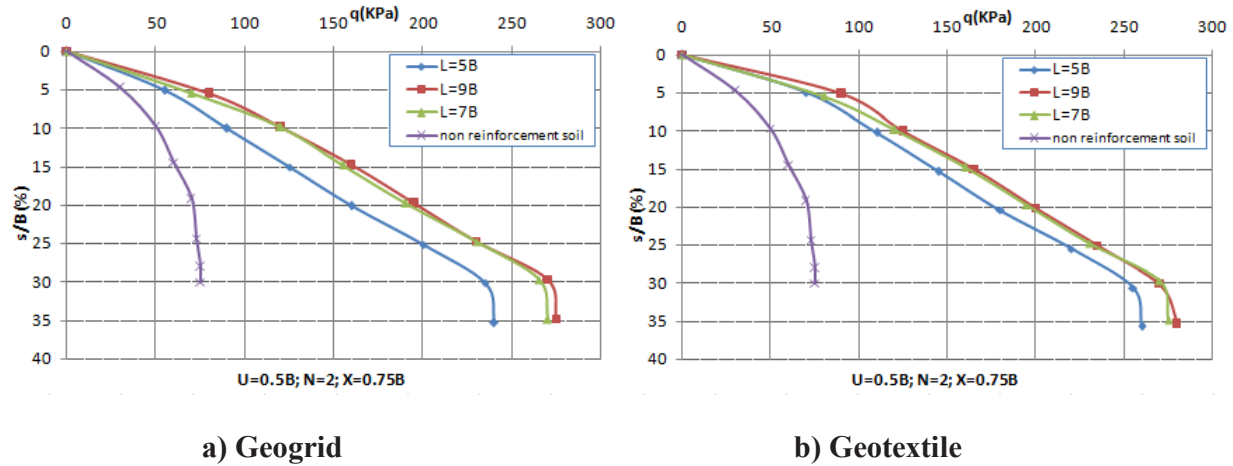 q(KPa)
0 50 100 150 200 250 300
0
5
10
15
20
25
30
35
40
s/B (%)
L=5B
L=9B
L=7B
non reinforcement soil
U=0.5B; N=2; X=0.75B
a) Geogrid
q(KPa)
0 50 100 150 200 250 300
0
5
10
15
20
25
30
35
40
s/B (%)
L=5B
L=9B
L=7B
non reinforcement soil
U=0.5B; N=2; X=0.75B
b) Geotextile